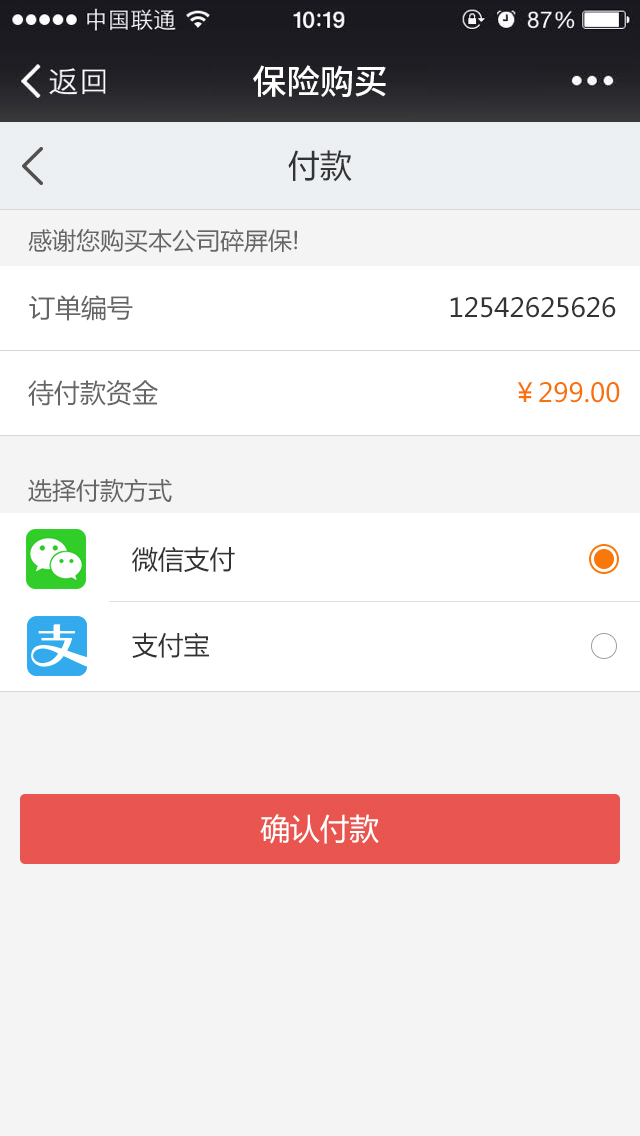 中国联通 10:19 87%
返回 保险购买
付款
感谢您购买本公司碎屏保!
订单编号 12542625626
待付款资金 ¥299.00
选择付款方式
微信支付
支 支付宝
确认付款